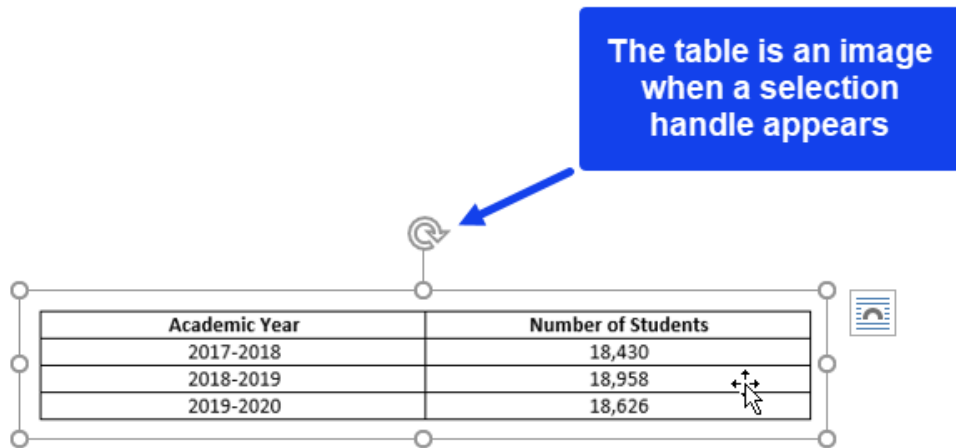 The table is an image
when a selection
handle appears
Academic Year Number of Students
2017-2018 18,430
2018-2019 18,958
2019-2020 18,626